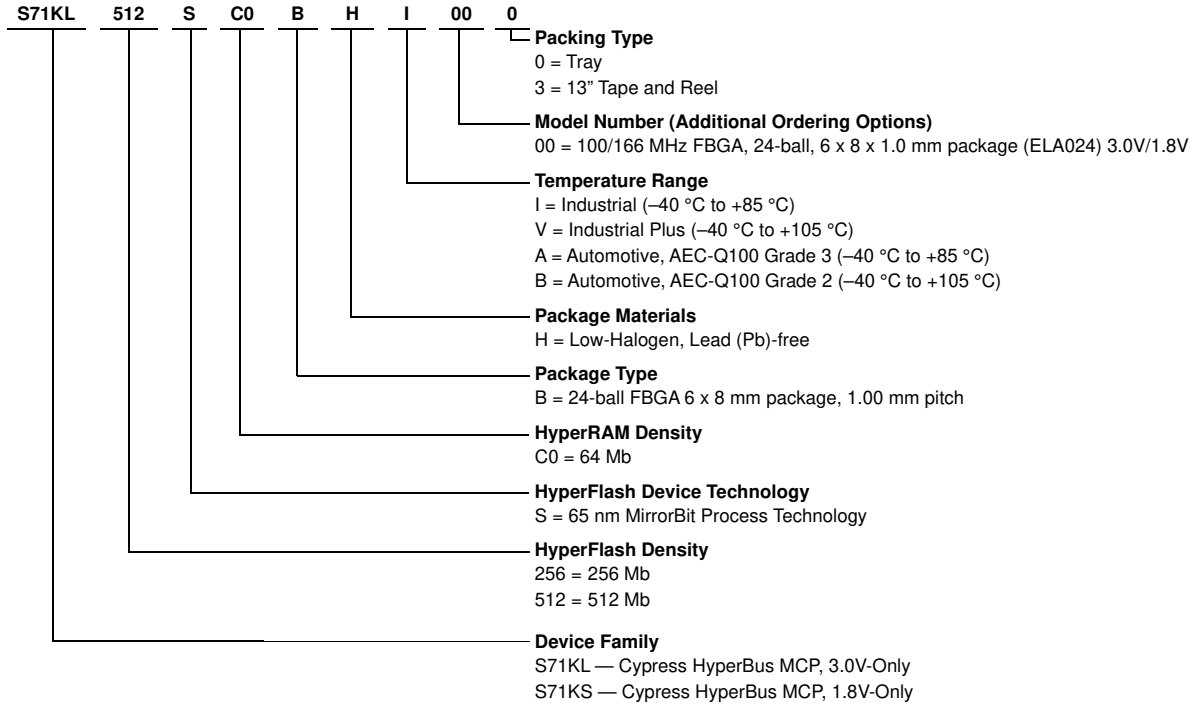 S71KL 512 S C0 B H I 00 0
Packing Type
0 = Tray
3 = 13” Tape and Reel
Model Number (Additional Ordering Options)
00 = 100/166 MHz FBGA, 24-ball, 6 x 8 x 1.0 mm package (ELA024) 3.0V/1.8V
Temperature Range
I = Industrial (–40 °C to +85 °C)
V = Industrial Plus (–40 °C to +105 °C)
A = Automotive, AEC-Q100 Grade 3 (–40 °C to +85 °C)
B = Automotive, AEC-Q100 Grade 2 (–40 °C to +105 °C)
Package Materials
H = Low-Halogen, Lead (Pb)-free
Package Type
B = 24-ball FBGA 6 x 8 mm package, 1.00 mm pitch
HyperRAM Density
C0 = 64 Mb
HyperFlash Device Technology
S = 65 nm MirrorBit Process Technology
HyperFlash Density
256 = 256 Mb
512 = 512 Mb
Device Family
S71KL — Cypress HyperBus MCP, 3.0V-Only
S71KS — Cypress HyperBus MCP, 1.8V-Only